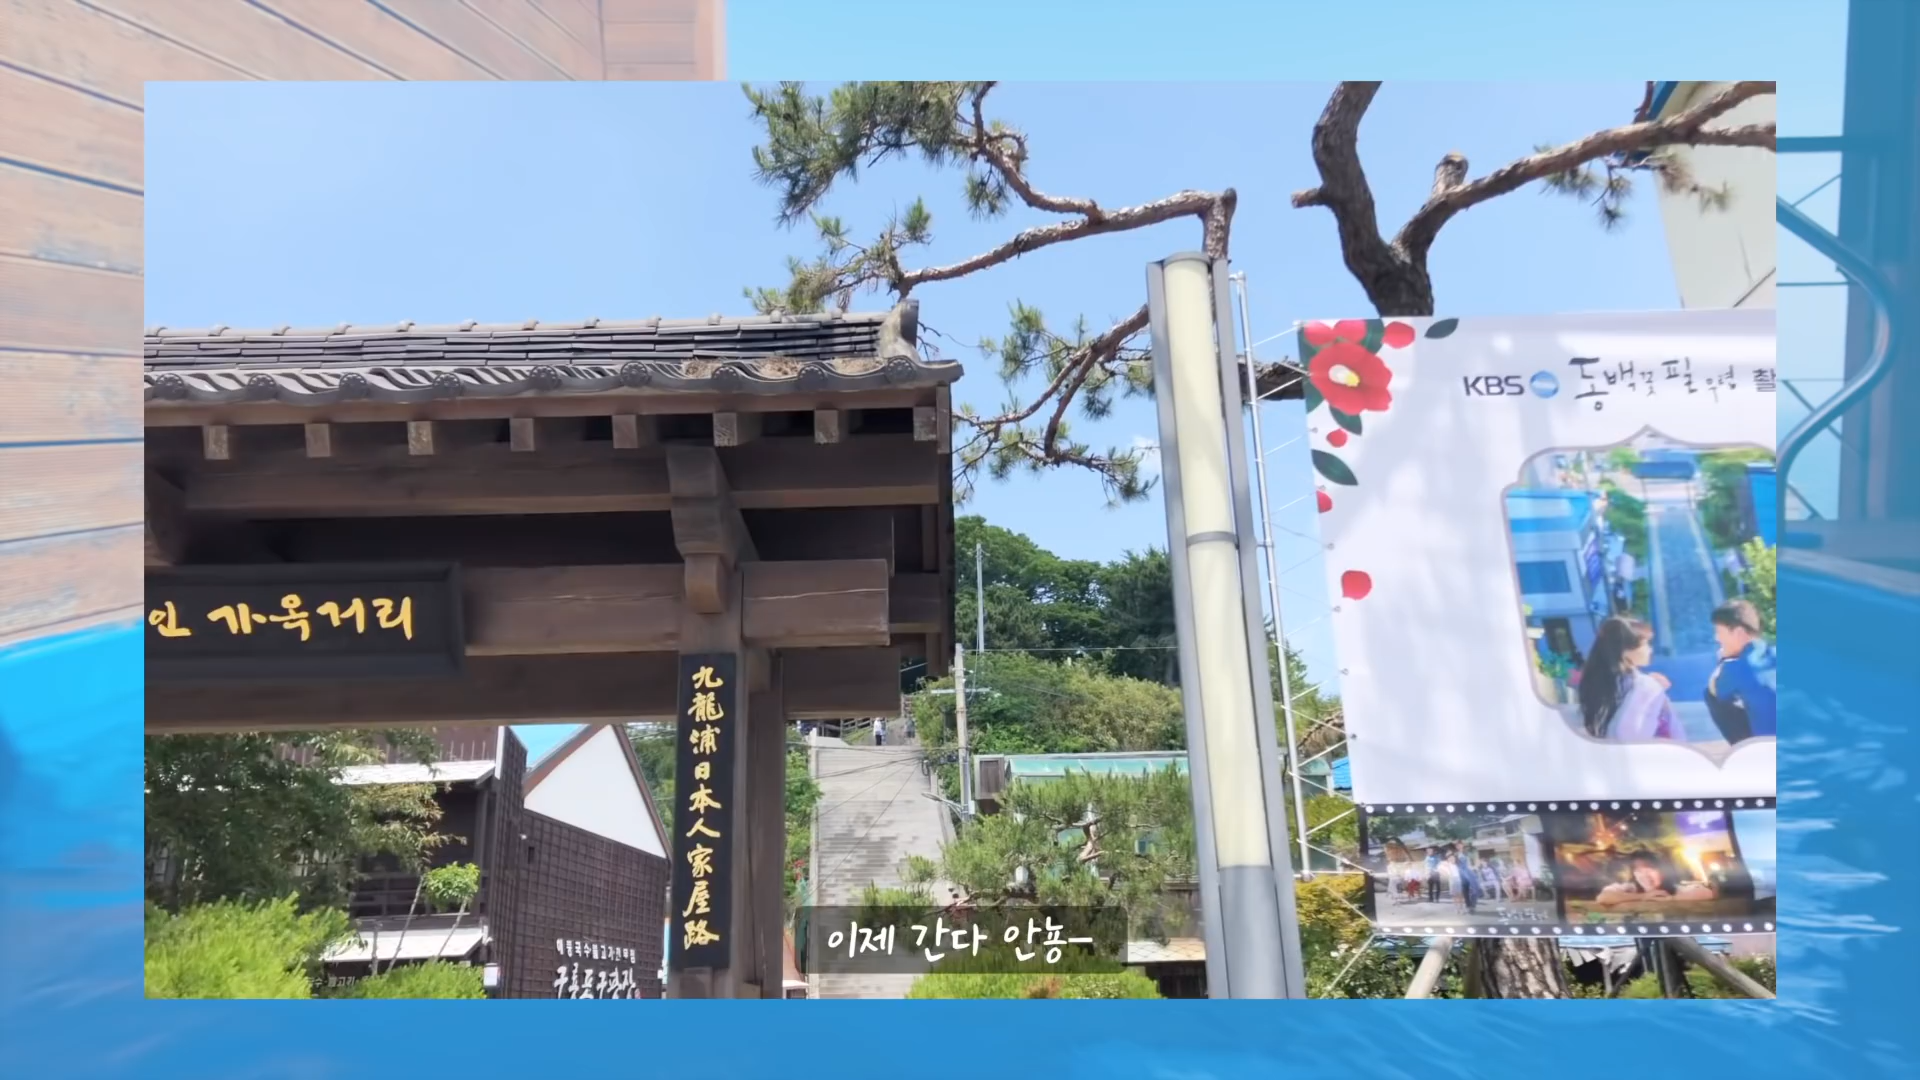 KBS 동백꽃 필 무렵 촬
인 가옥거리
九龍浦日本人家屋路
이제 간다 안뇽-